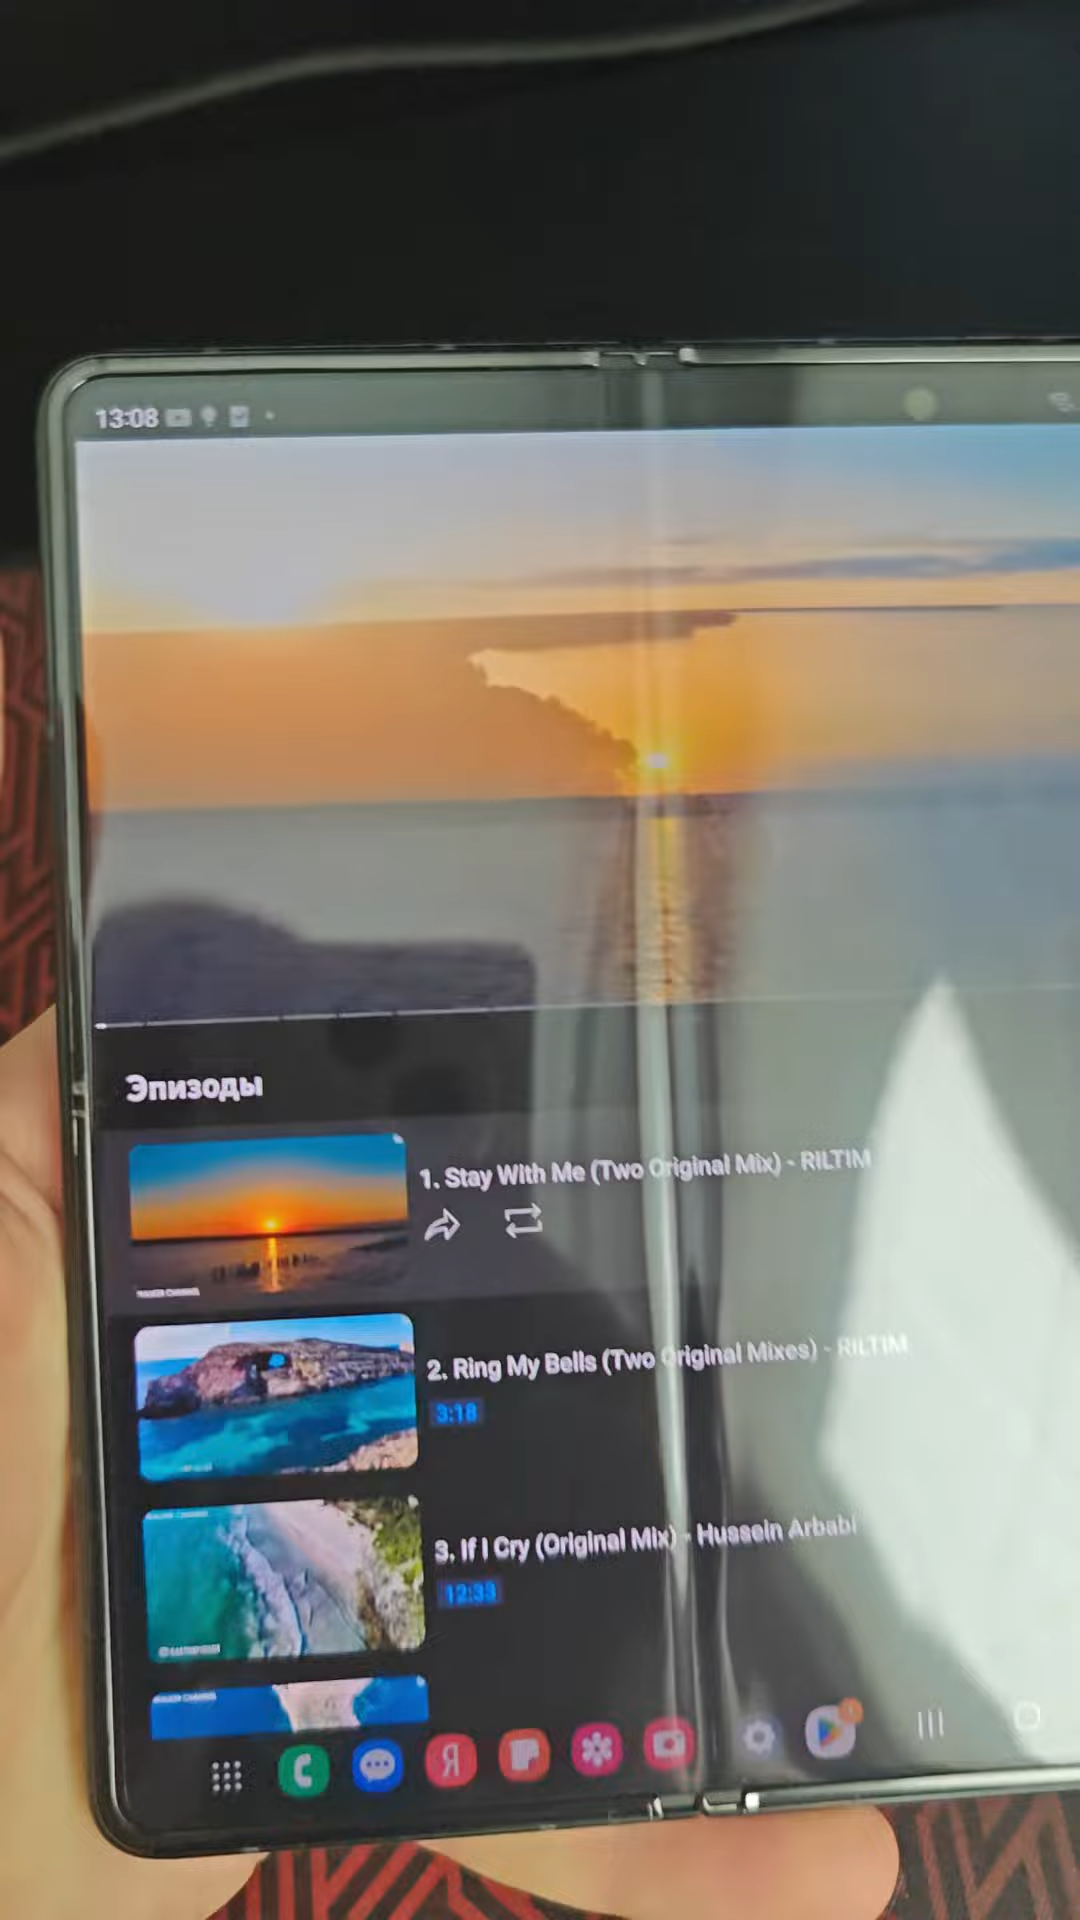 13:08
Эпизоды
1. Stay With Me (Two Original Mix) - RILTIM
2. Ring My Bells (Two Original Mixes) - RILTIM
3:18
3. If I Cry (Original Mix) - Hussein Arbabi
12:33
Я